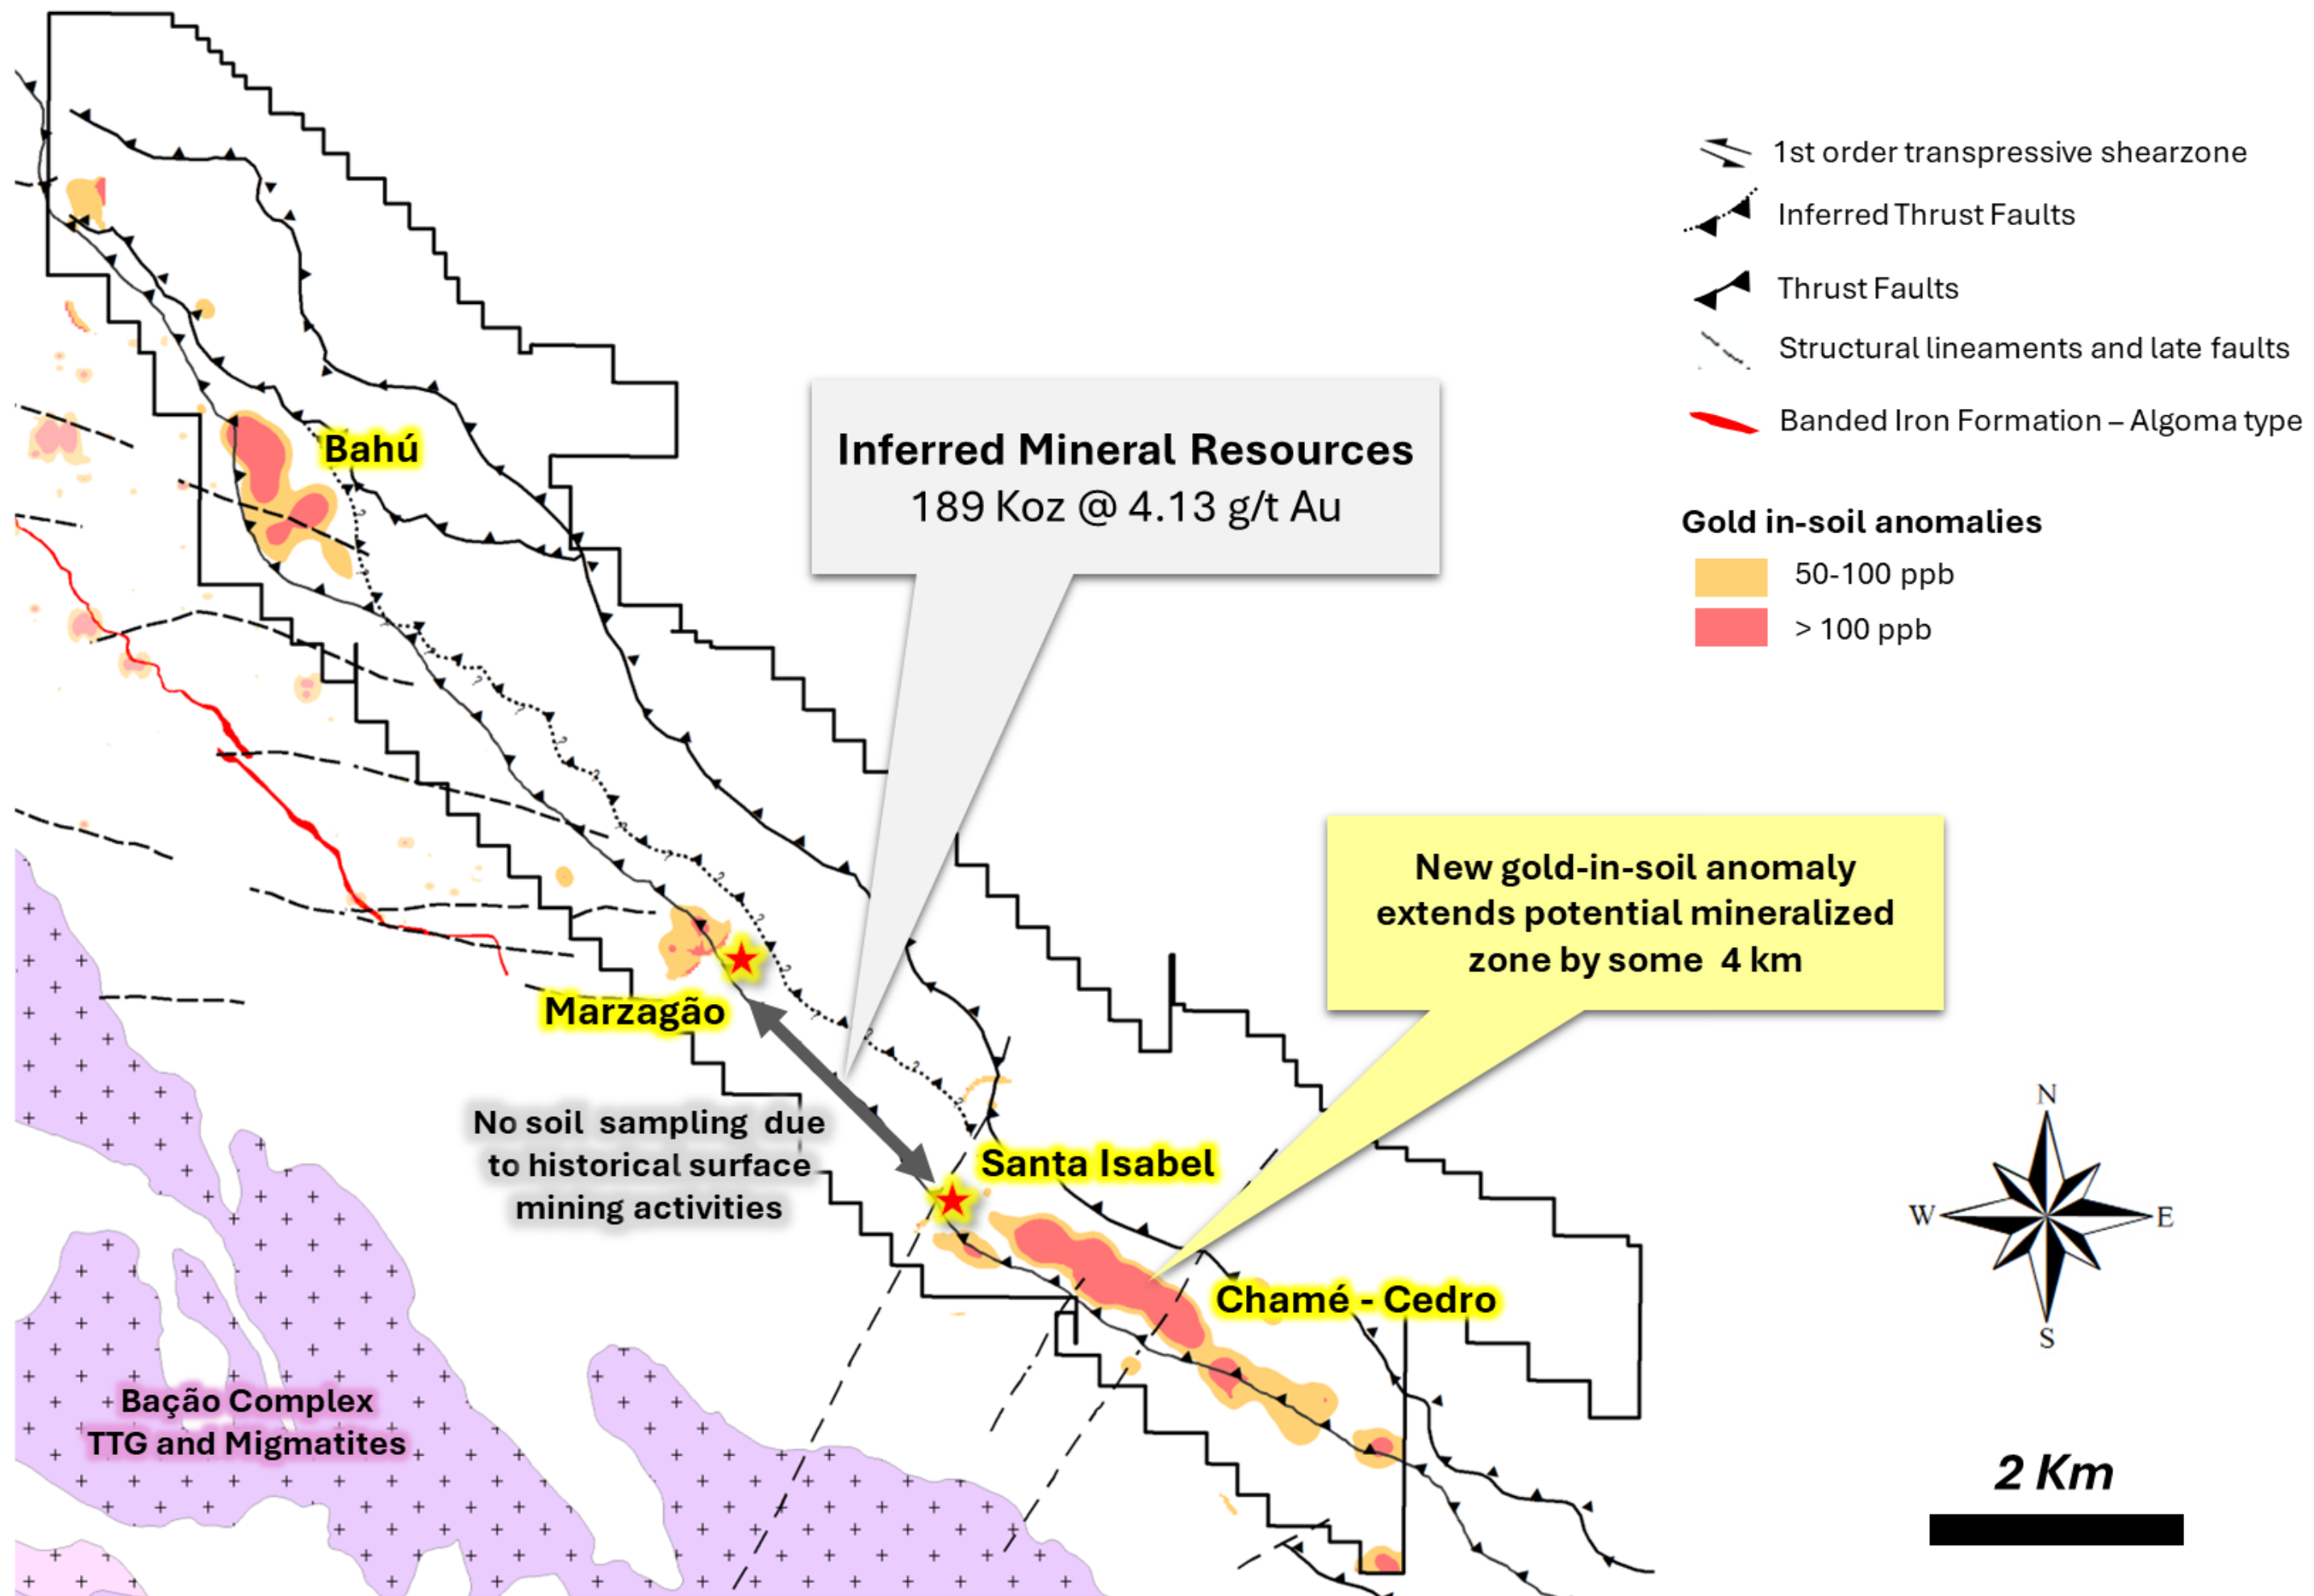 1st order transpressive shearzone
Inferred Thrust Faults
Thrust Faults
Structural lineaments and late faults
Banded Iron Formation – Algoma type
Gold in-soil anomalies
50-100 ppb
> 100 ppb
Bahú
Inferred Mineral Resources
189 Koz @ 4.13 g/t Au
New gold-in-soil anomaly
extends potential mineralized
zone by some 4 km
Marzagão
No soil sampling due
to historical surface
mining activities
Santa Isabel
Chamé - Cedro
Bação Complex
TTG and Migmatites
N
W
E
S
2 Km